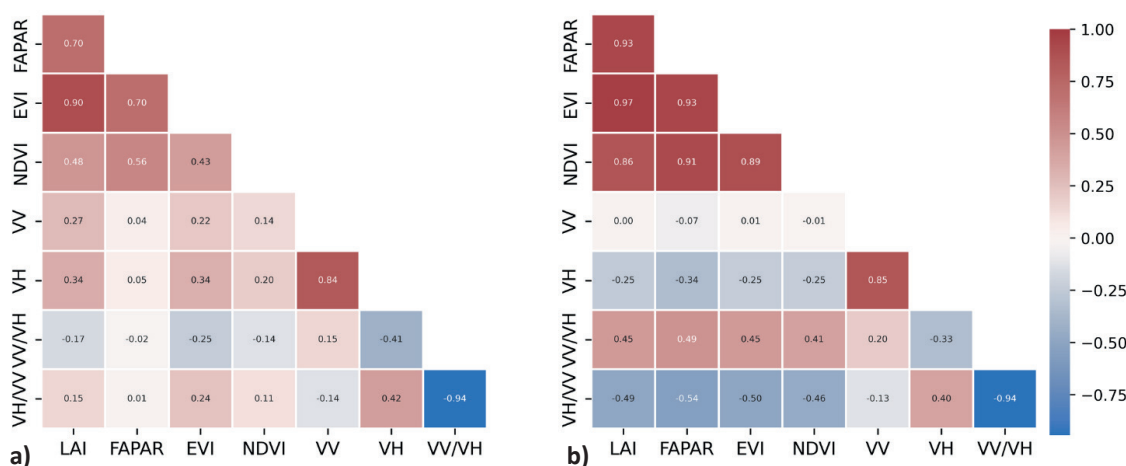 FAPAR 0.70
EVI 0.90 0.70
NDVI 0.48 0.56 0.43
VV 0.27 0.04 0.22 0.14
VH 0.34 0.05 0.34 0.20 0.84
VV/VH -0.17 -0.02 -0.25 -0.14 0.15 -0.41
VH/VV 0.15 0.01 0.24 0.11 -0.14 0.42 -0.94
LAI FAPAR EVI NDVI VV VH VV/VH
a)
FAPAR 0.93
EVI 0.97 0.93
NDVI 0.86 0.91 0.89
VV 0.00 -0.07 0.01 -0.01
VH -0.25 -0.34 -0.25 -0.25 0.85
VV/VH 0.45 0.49 0.45 0.41 0.20 -0.33
VH/VV -0.49 -0.54 -0.50 -0.46 -0.13 0.40 -0.94
LAI FAPAR EVI NDVI VV VH VV/VH
b)
1.00
0.75
0.50
0.25
0.00
−0.25
−0.50
−0.75